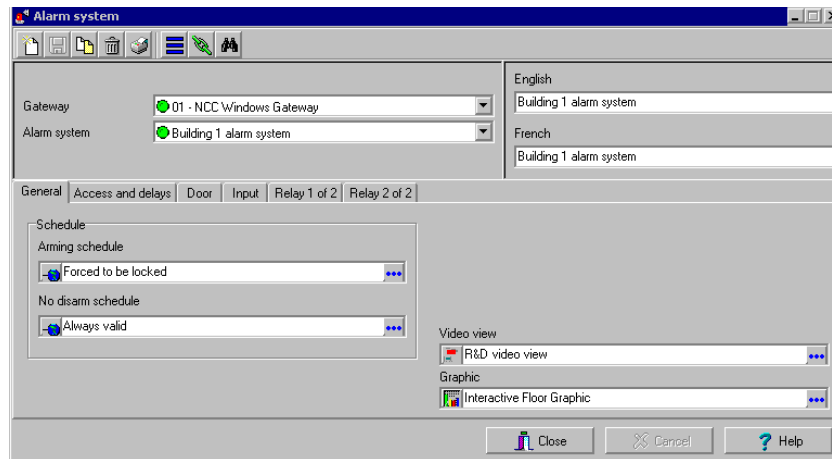 Alarm system
English
Gateway
01 - NCC Windows Gateway
Building 1 alarm system
Alarm system
Building 1 alarm system
French
Building 1 alarm system
General
Access and delays
Door
Input
Relay 1 of 2
Relay 2 of 2
Schedule
Arming schedule
Forced to be locked
No disarm schedule
Always valid
Video view
R&D video view
Graphic
Interactive Floor Graphic
Close
Cancel
? Help